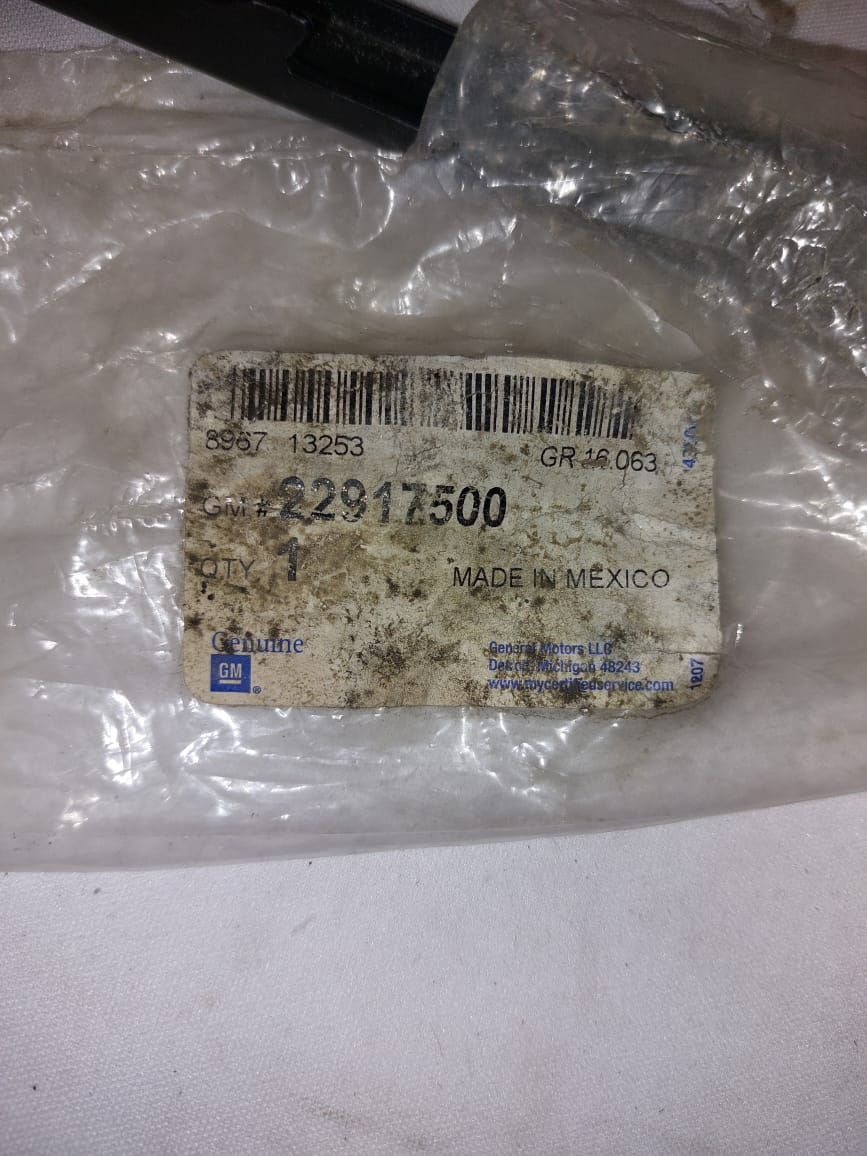 8967 13253
GR 16.063
GM # 22917500
QTY 1
MADE IN MEXICO
Genuine
GM
®
General Motors LLC
Detroit, Michigan 48243
www.mycertifiedservice.com
1207